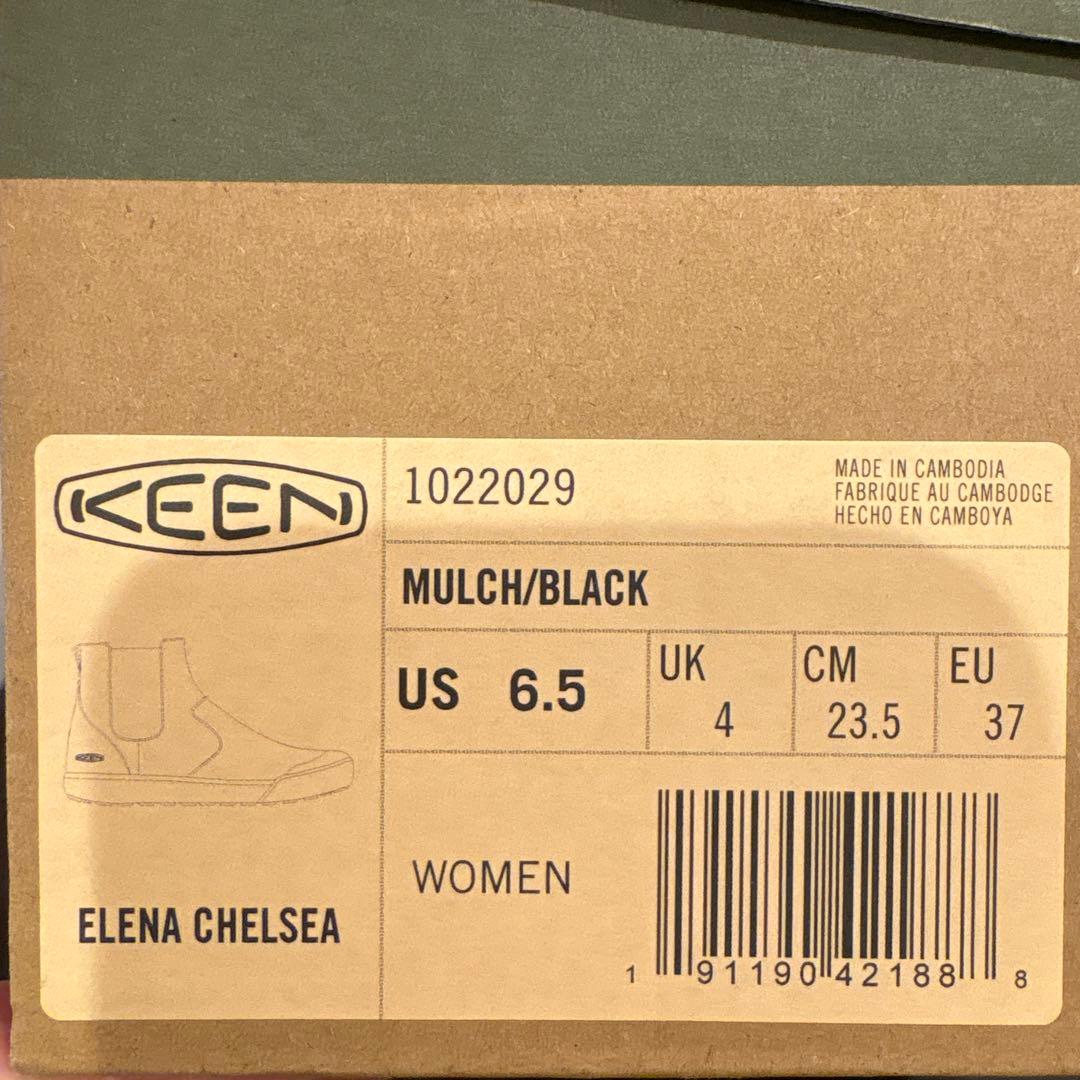 KEEN
1022029
MADE IN CAMBODIA
FABRIQUE AU CAMBODGE
HECHO EN CAMBOYA
MULCH/BLACK
US 6.5
UK 4
CM 23.5
EU 37
WOMEN
ELENA CHELSEA
1 91190 42188 8